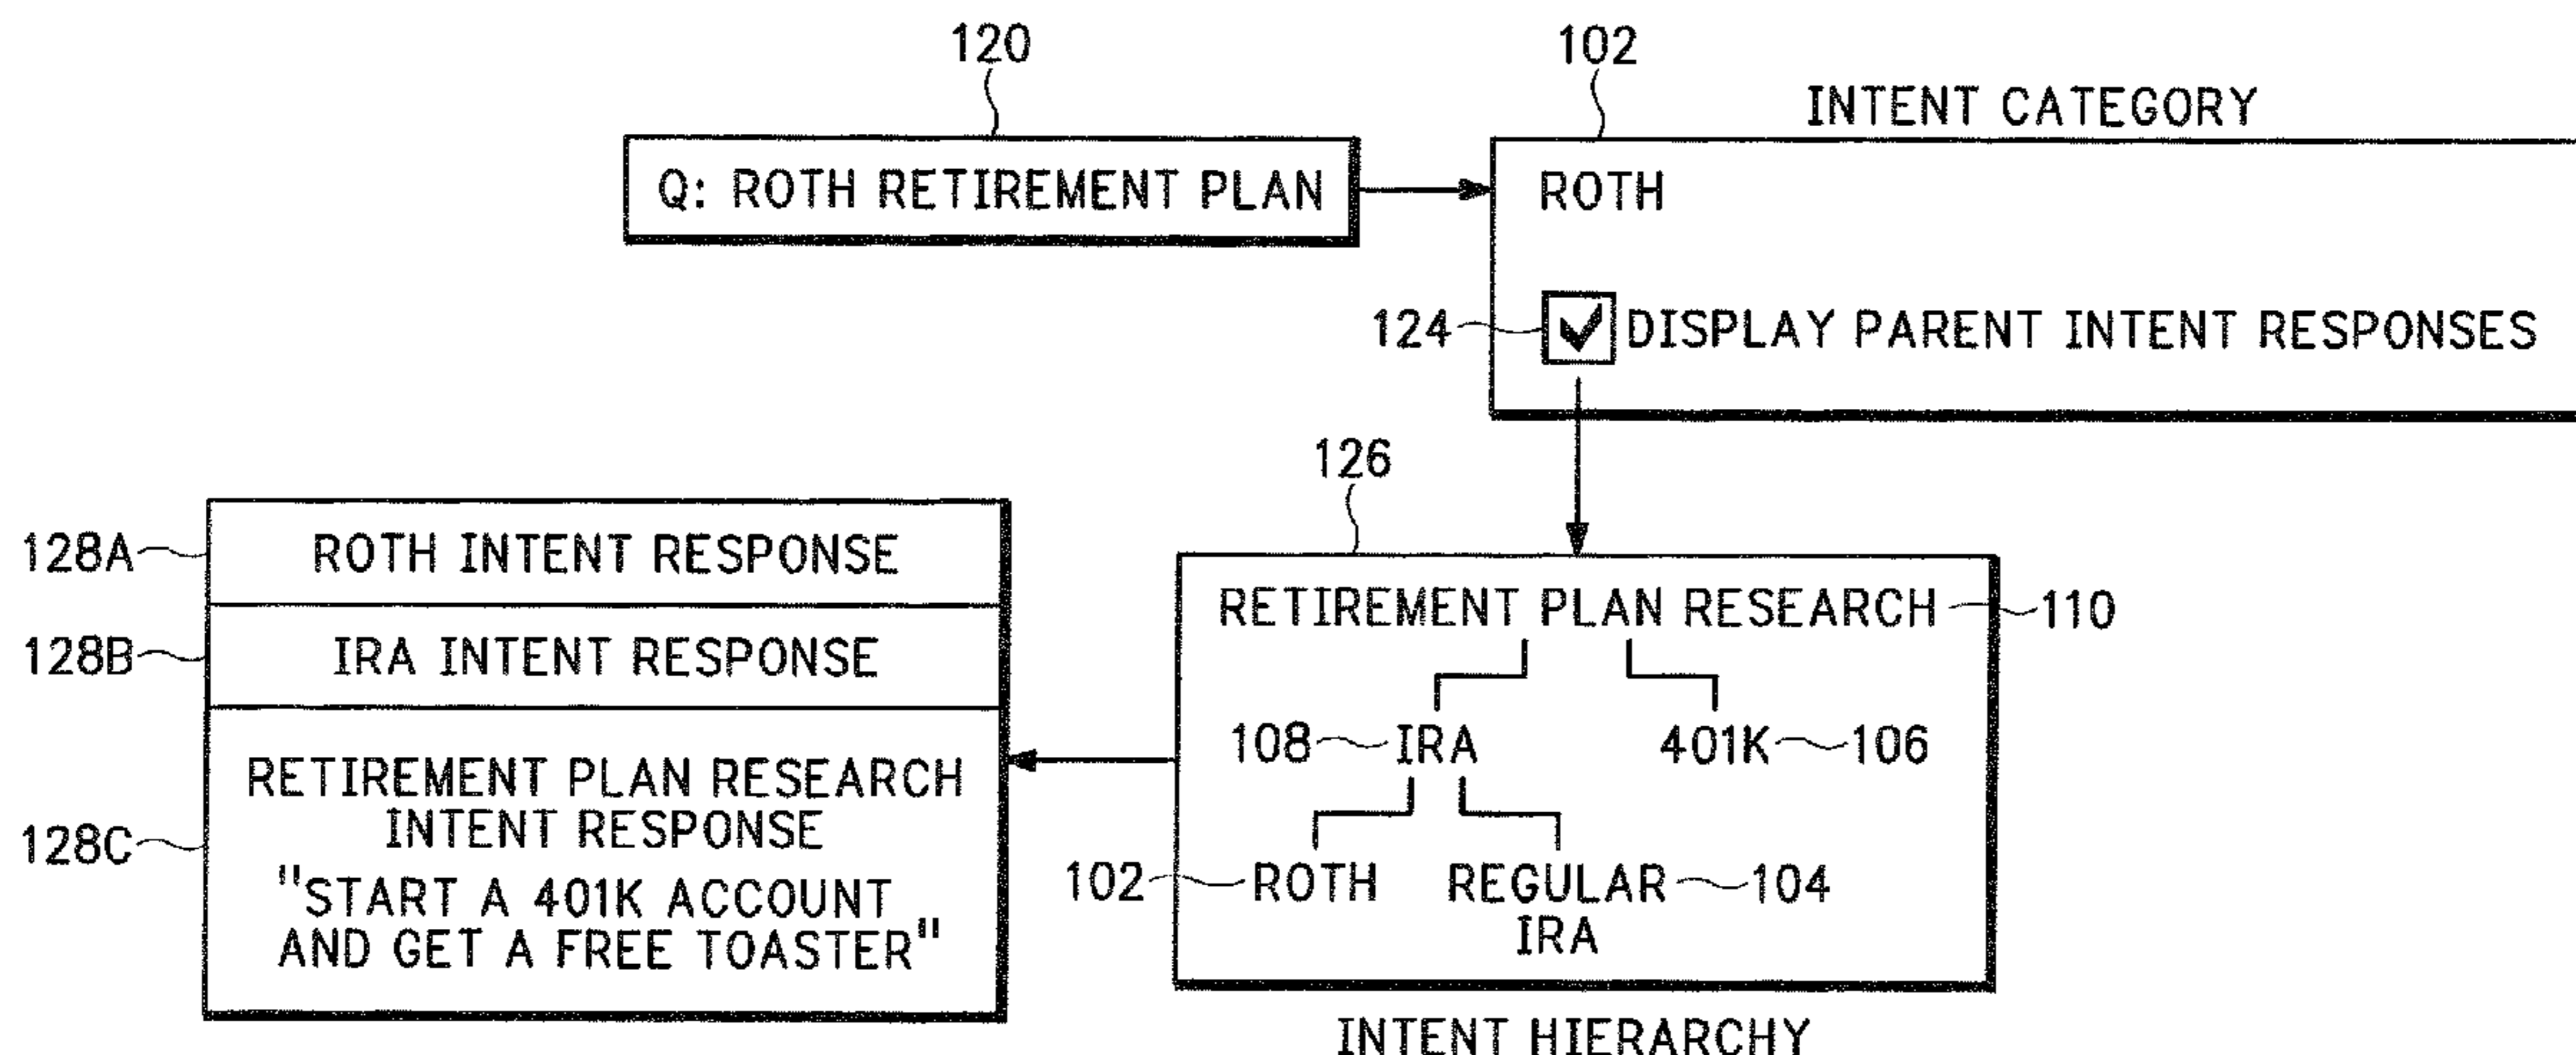 120
102
INTENT CATEGORY
Q: ROTH RETIREMENT PLAN
ROTH
124
DISPLAY PARENT INTENT RESPONSES
126
128A
ROTH INTENT RESPONSE
128B
IRA INTENT RESPONSE
128C
RETIREMENT PLAN RESEARCH
INTENT RESPONSE
"START A 401K ACCOUNT
AND GET A FREE TOASTER"
RETIREMENT PLAN RESEARCH
110
108
IRA
401K
106
102
ROTH
REGULAR
IRA
104
INTENT HIERARCHY